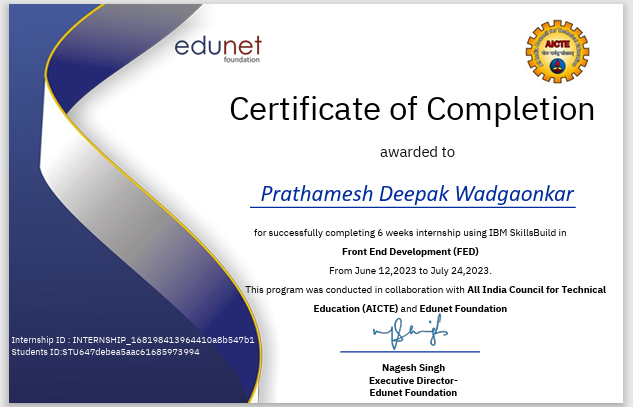 edunet
foundation
AICTE
Certificate of Completion
awarded to
Prathamesh Deepak Wadgaonkar
for successfully completing 6 weeks internship using IBM SkillsBuild in
Front End Development (FED)
From June 12,2023 to July 24,2023.
This program was conducted in collaboration with All India Council for Technical
Education (AICTE) and Edunet Foundation
Internship ID : INTERNSHIP_168198413964410a8b547b1
Students ID:STU647debea5aac61685973994
Nagesh Singh
Executive Director-
Edunet Foundation